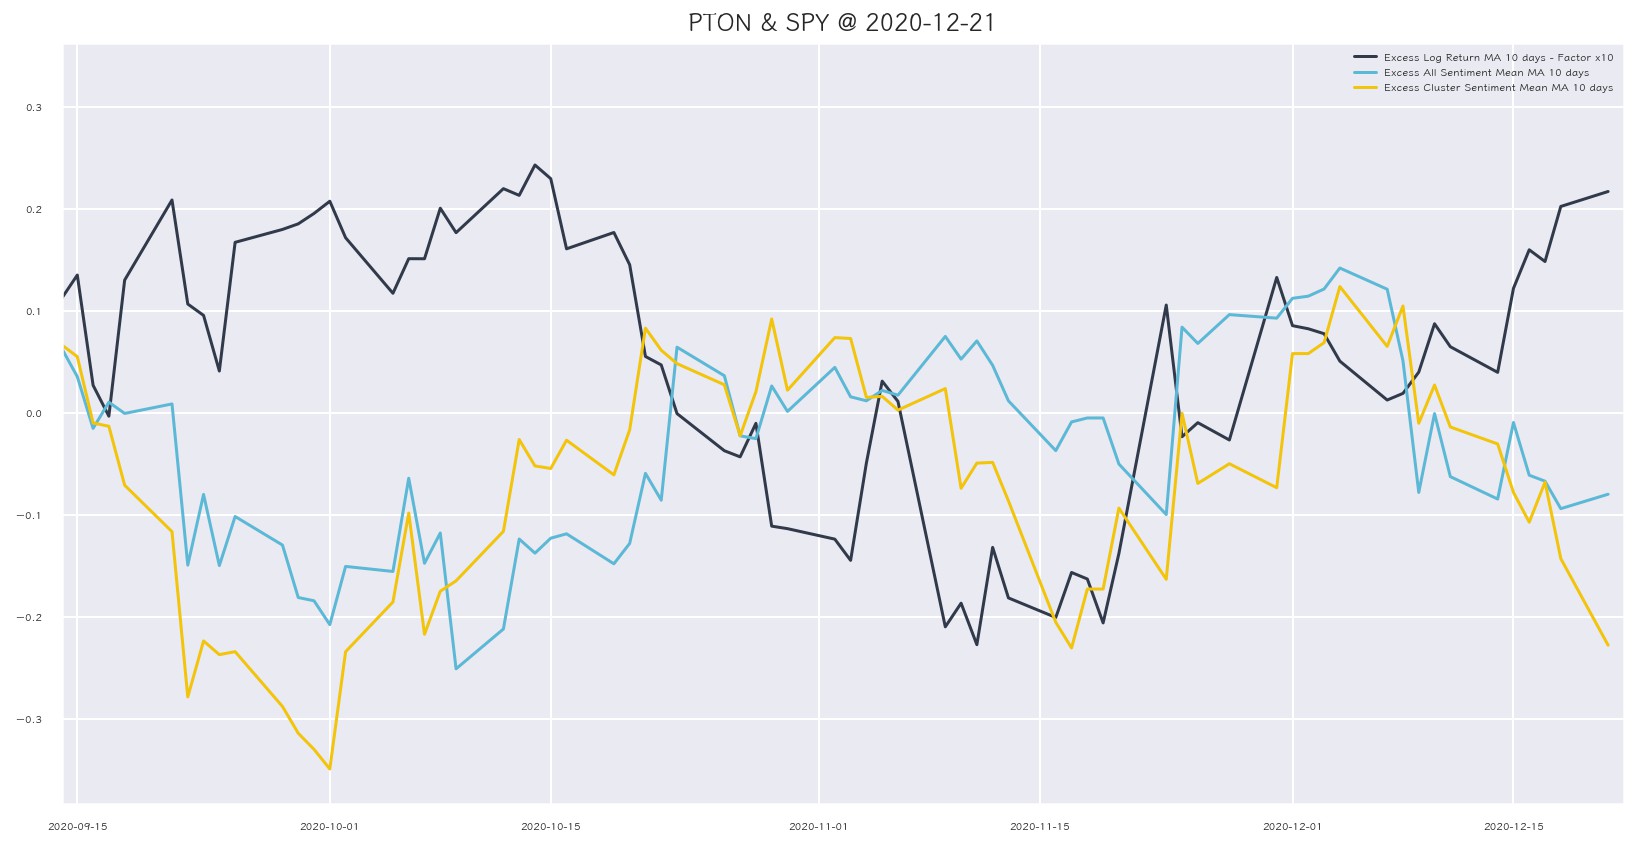 PTON & SPY @ 2020-12-21
Excess Log Return MA 10 days - Factor x10
Excess All Sentiment Mean MA 10 days
Excess Cluster Sentiment Mean MA 10 days
0.3
0.2
0.1
0.0
−0.1
−0.2
−0.3
2020-09-15 2020-10-01 2020-10-15 2020-11-01 2020-11-15 2020-12-01 2020-12-15